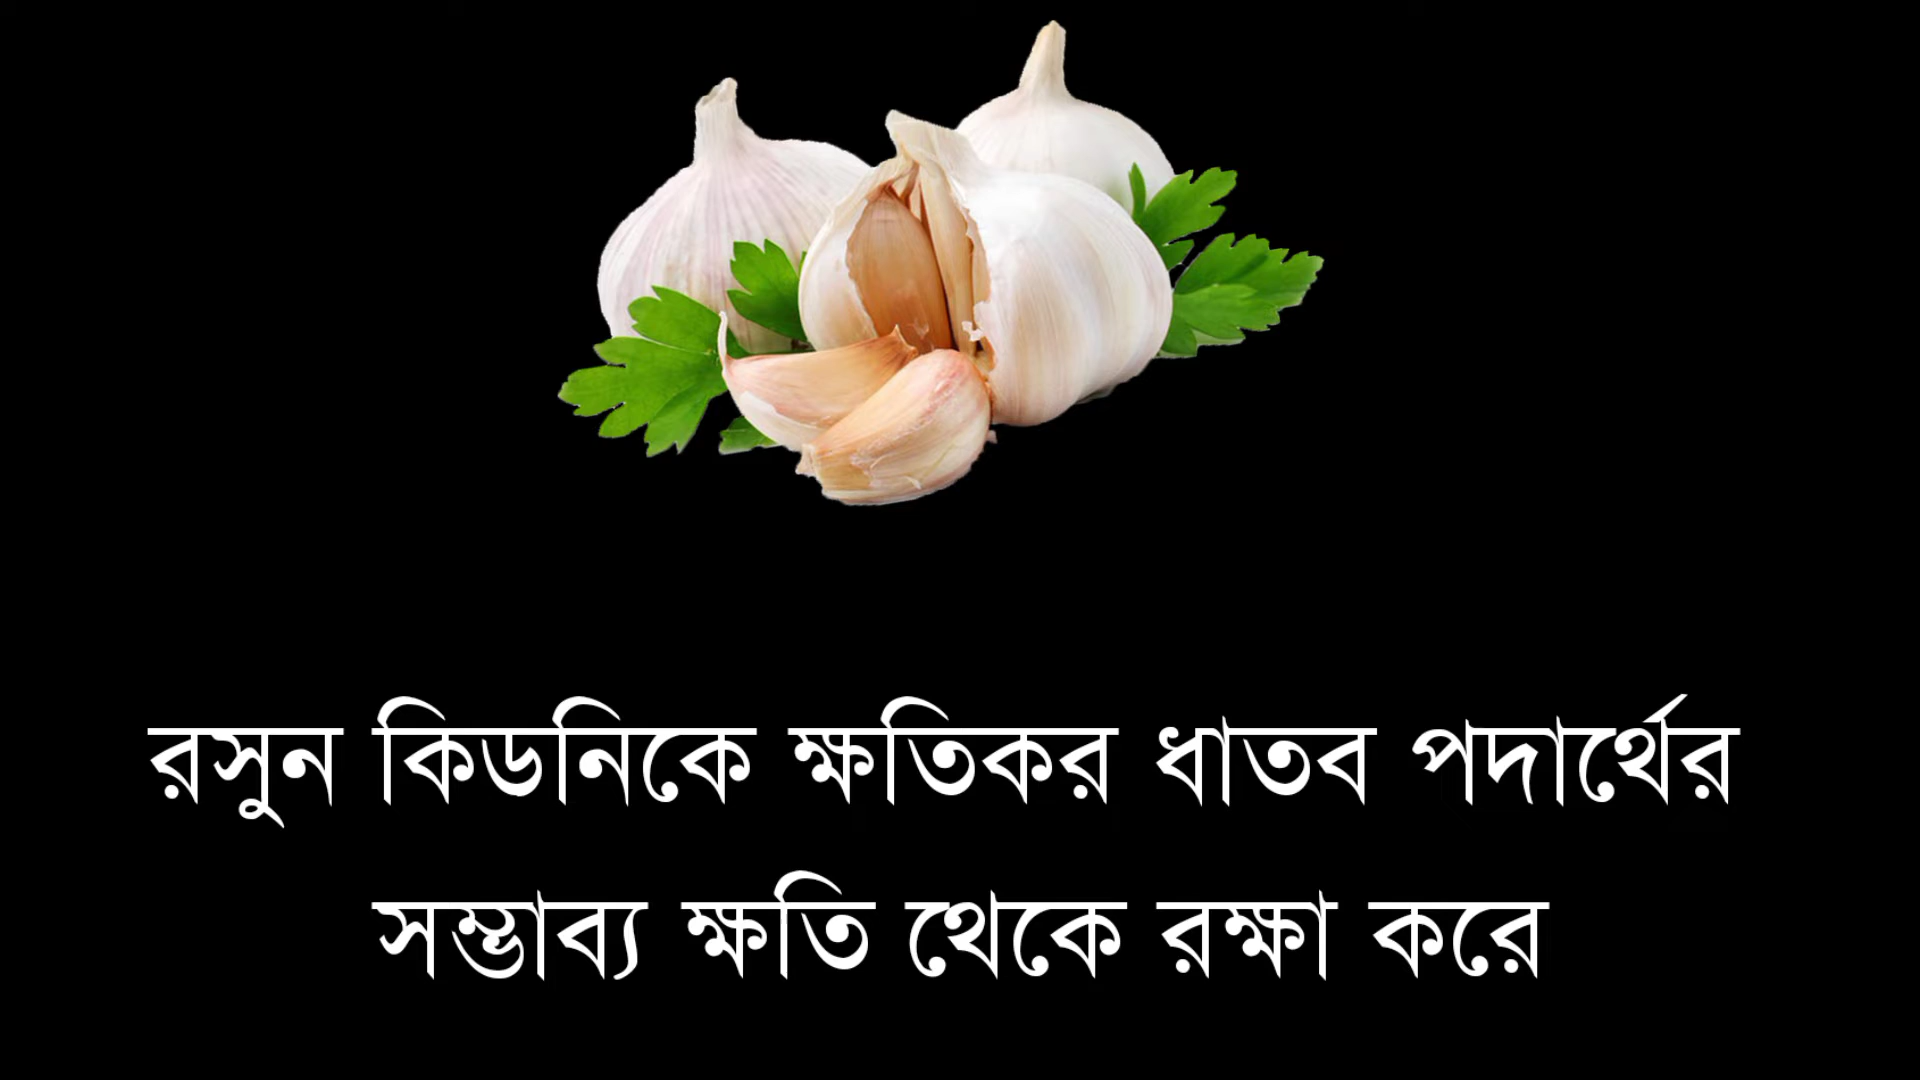 রসুন কিডনিকে ক্ষতিকর ধাতব পদার্থের
সম্ভাব্য ক্ষতি থেকে রক্ষা করে